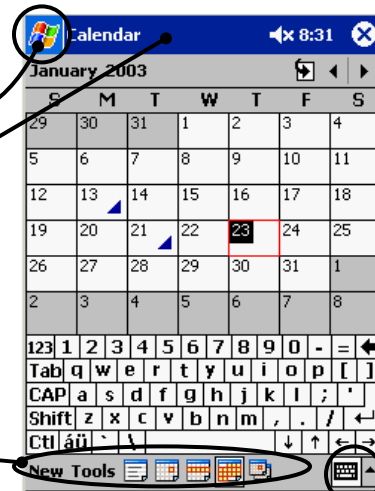 Calendar 8:31
January 2003
S M T W T F S
29 30 31 1 2 3 4
5 6 7 8 9 10 11
12 13 14 15 16 17 18
19 20 21 22 23 24 25
26 27 28 29 30 31 1
2 3 4 5 6 7 8
123 1 2 3 4 5 6 7 8 9 0 - =
Tab q w e r t y u i o p [ ]
CAP a s d f g h j k l ; '
Shift z x c v b n m , . /
Ctl áü ` \
New Tools